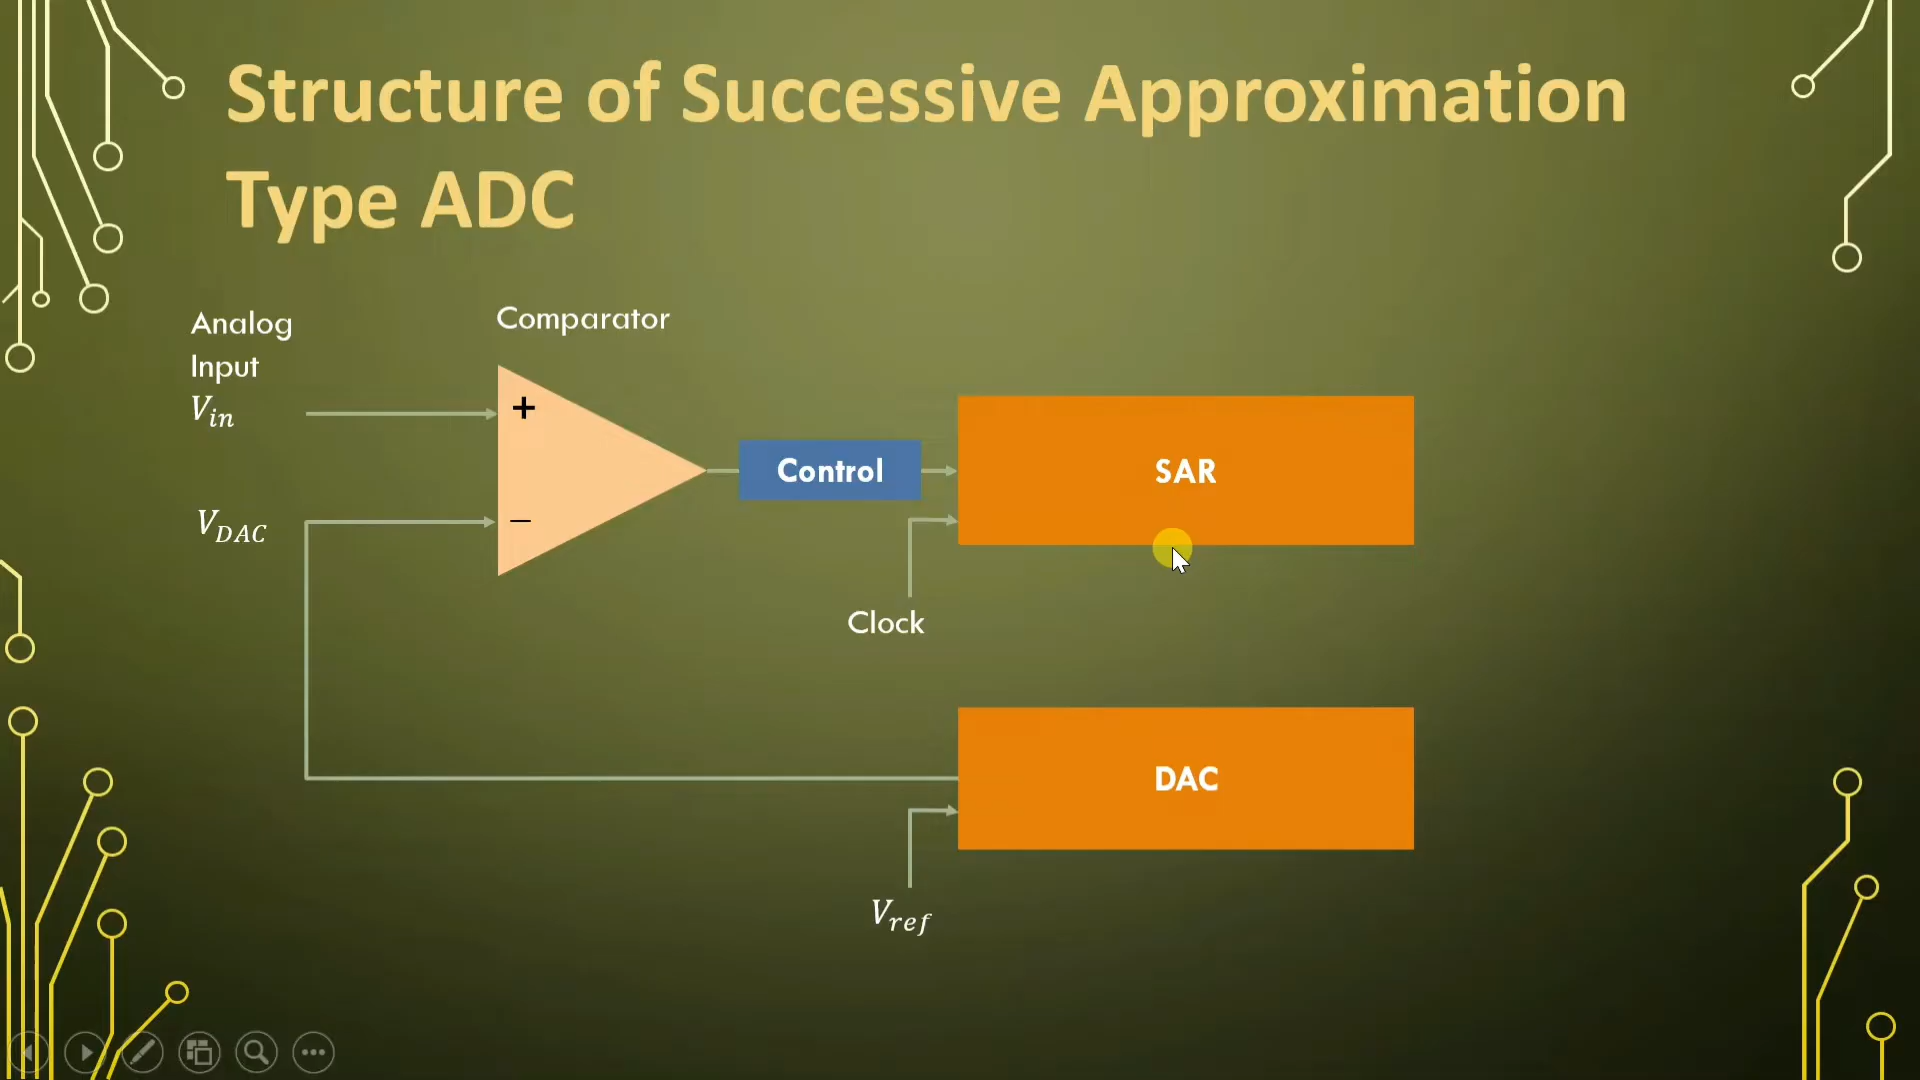 Structure of Successive Approximation
Type ADC
Analog
Input
V_in
Comparator
+
−
V_DAC
Control
SAR
Clock
DAC
V_ref